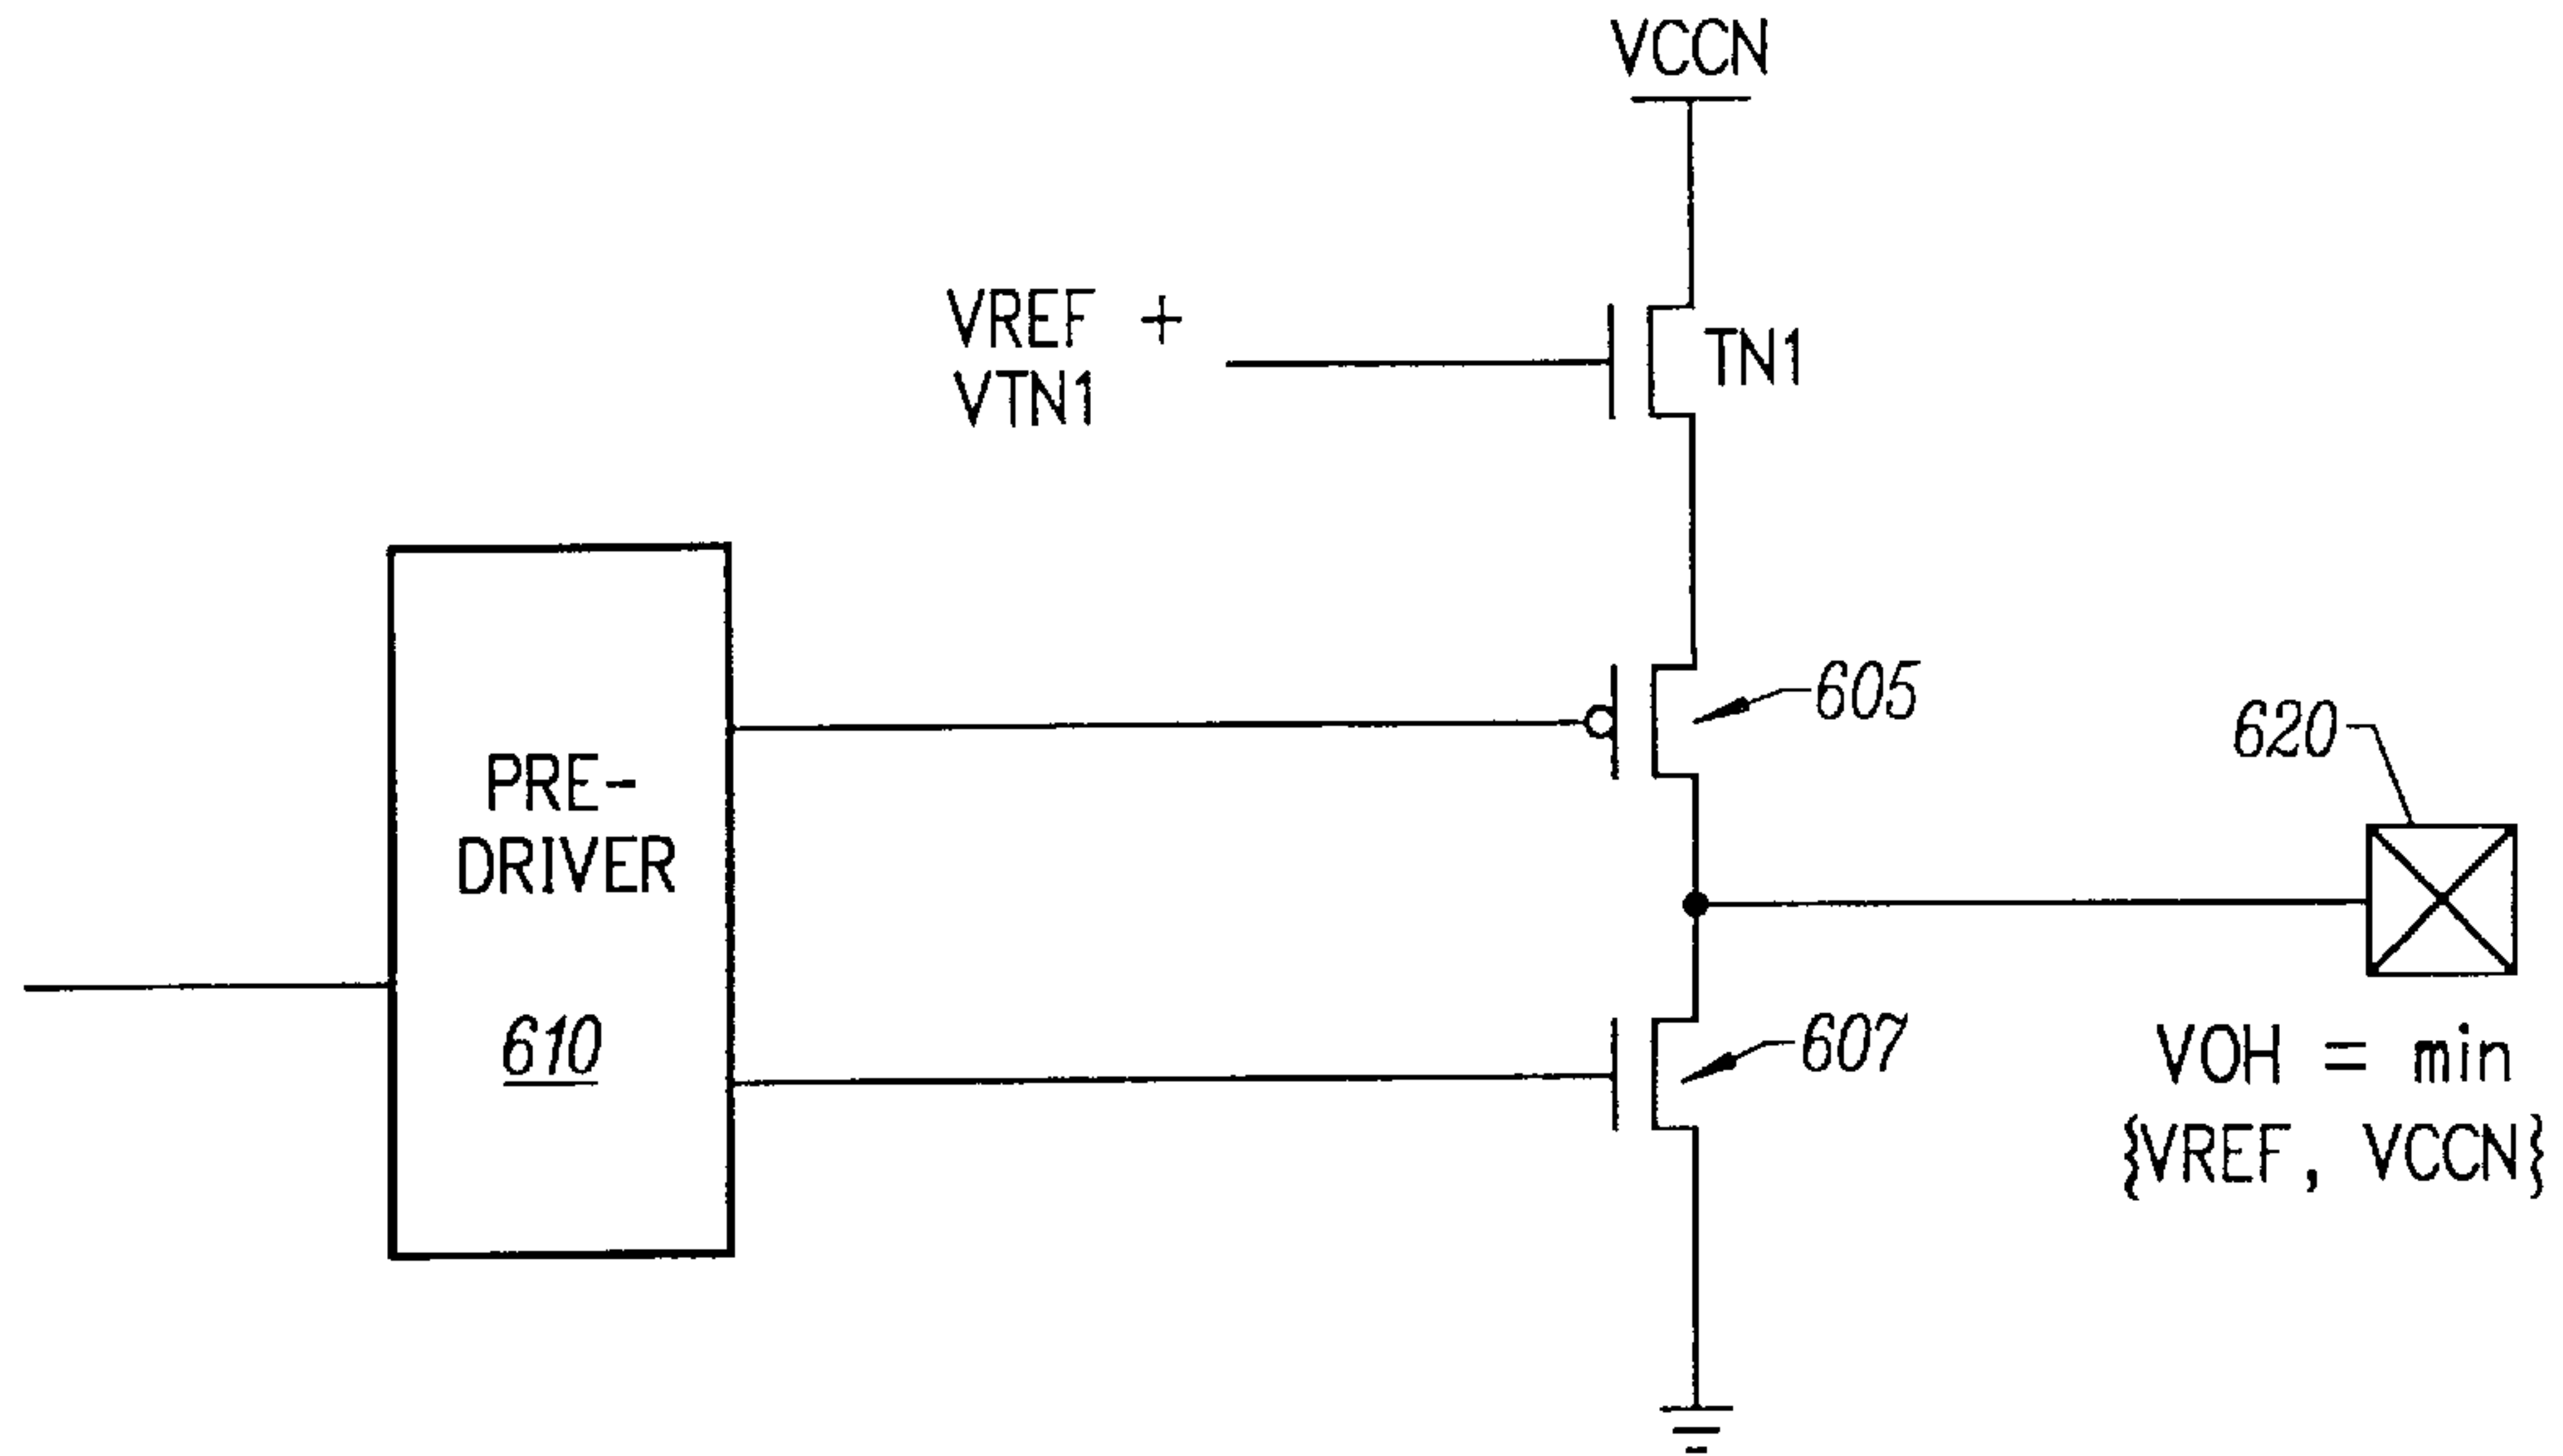 VCCN
VREF +
VTN1
TN1
605
620
PRE-
DRIVER
610
607
VOH = min
{VREF, VCCN}